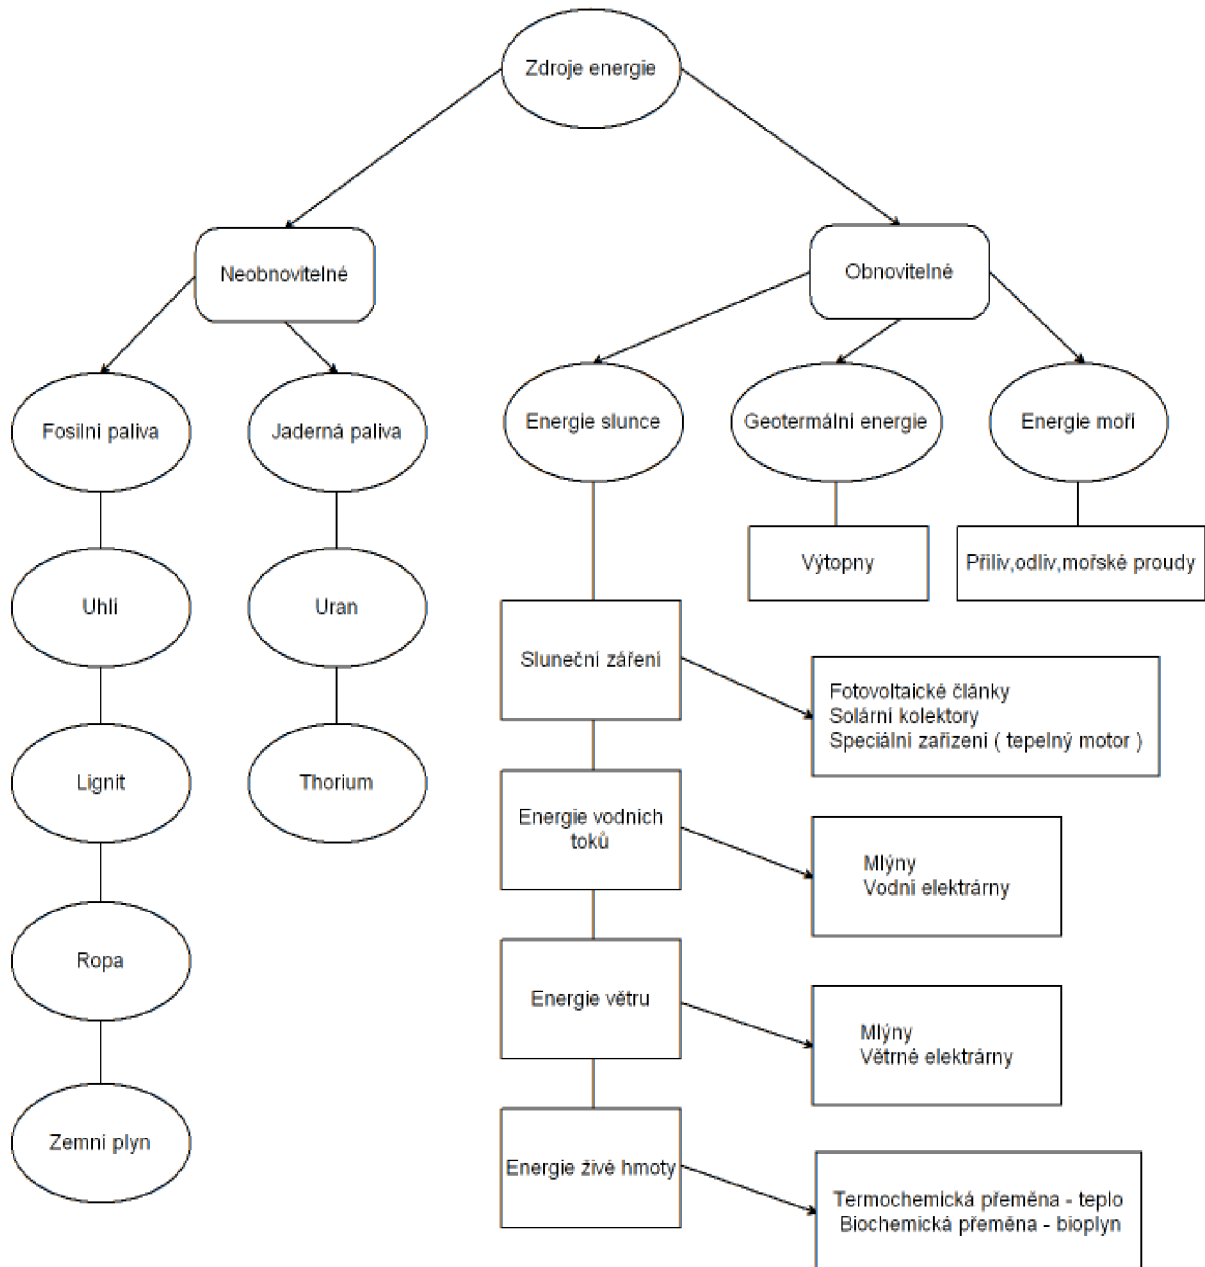 Zdroje energie
Neobnovitelné
Obnovitelné
Fosilní paliva
Jaderná paliva
Energie slunce
Geotermální energie
Energie moří
Výtopny
Příliv,odliv,mořské proudy
Uhlí
Uran
Sluneční záření
Fotovoltaické články
Solární kolektory
Speciální zařízení ( tepelný motor )
Lignit
Thorium
Energie vodních
toků
Mlýny
Vodní elektrárny
Ropa
Energie větru
Mlýny
Větrné elektrárny
Zemní plyn
Energie živé hmoty
Termochemická přeměna - teplo
Biochemická přeměna - bioplyn